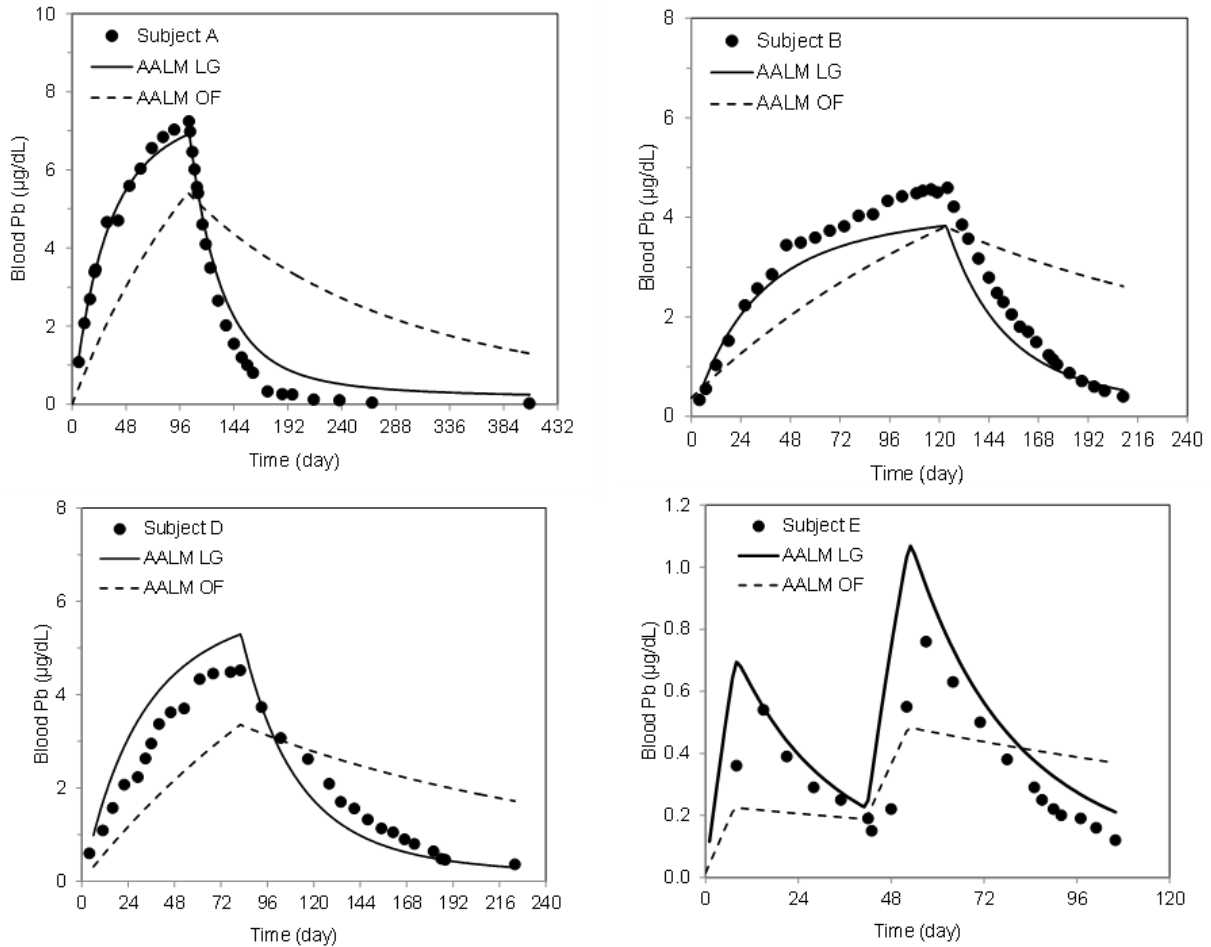 Subject A
AALM LG
AALM OF
Blood Pb (µg/dL)
10
8
6
4
2
0
0 48 96 144 192 240 288 336 384 432
Time (day)
Subject B
AALM LG
AALM OF
Blood Pb (µg/dL)
8
6
4
2
0
0 24 48 72 96 120 144 168 192 216 240
Time (day)
Subject D
AALM LG
AALM OF
Blood Pb (µg/dL)
8
6
4
2
0
0 24 48 72 96 120 144 168 192 216 240
Time (day)
Subject E
AALM LG
AALM OF
Blood Pb (µg/dL)
1.2
1.0
0.8
0.6
0.4
0.2
0.0
0 24 48 72 96 120
Time (day)